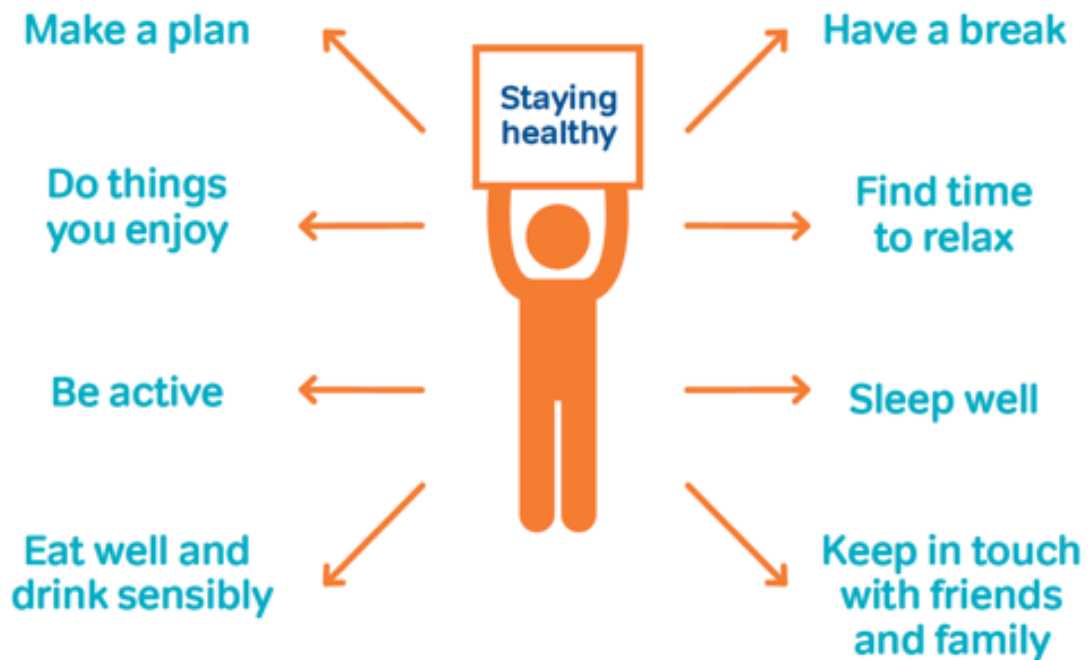 Make a plan
Have a break
Staying
healthy
Do things
you enjoy
Find time
to relax
Be active
Sleep well
Eat well and
drink sensibly
Keep in touch
with friends
and family